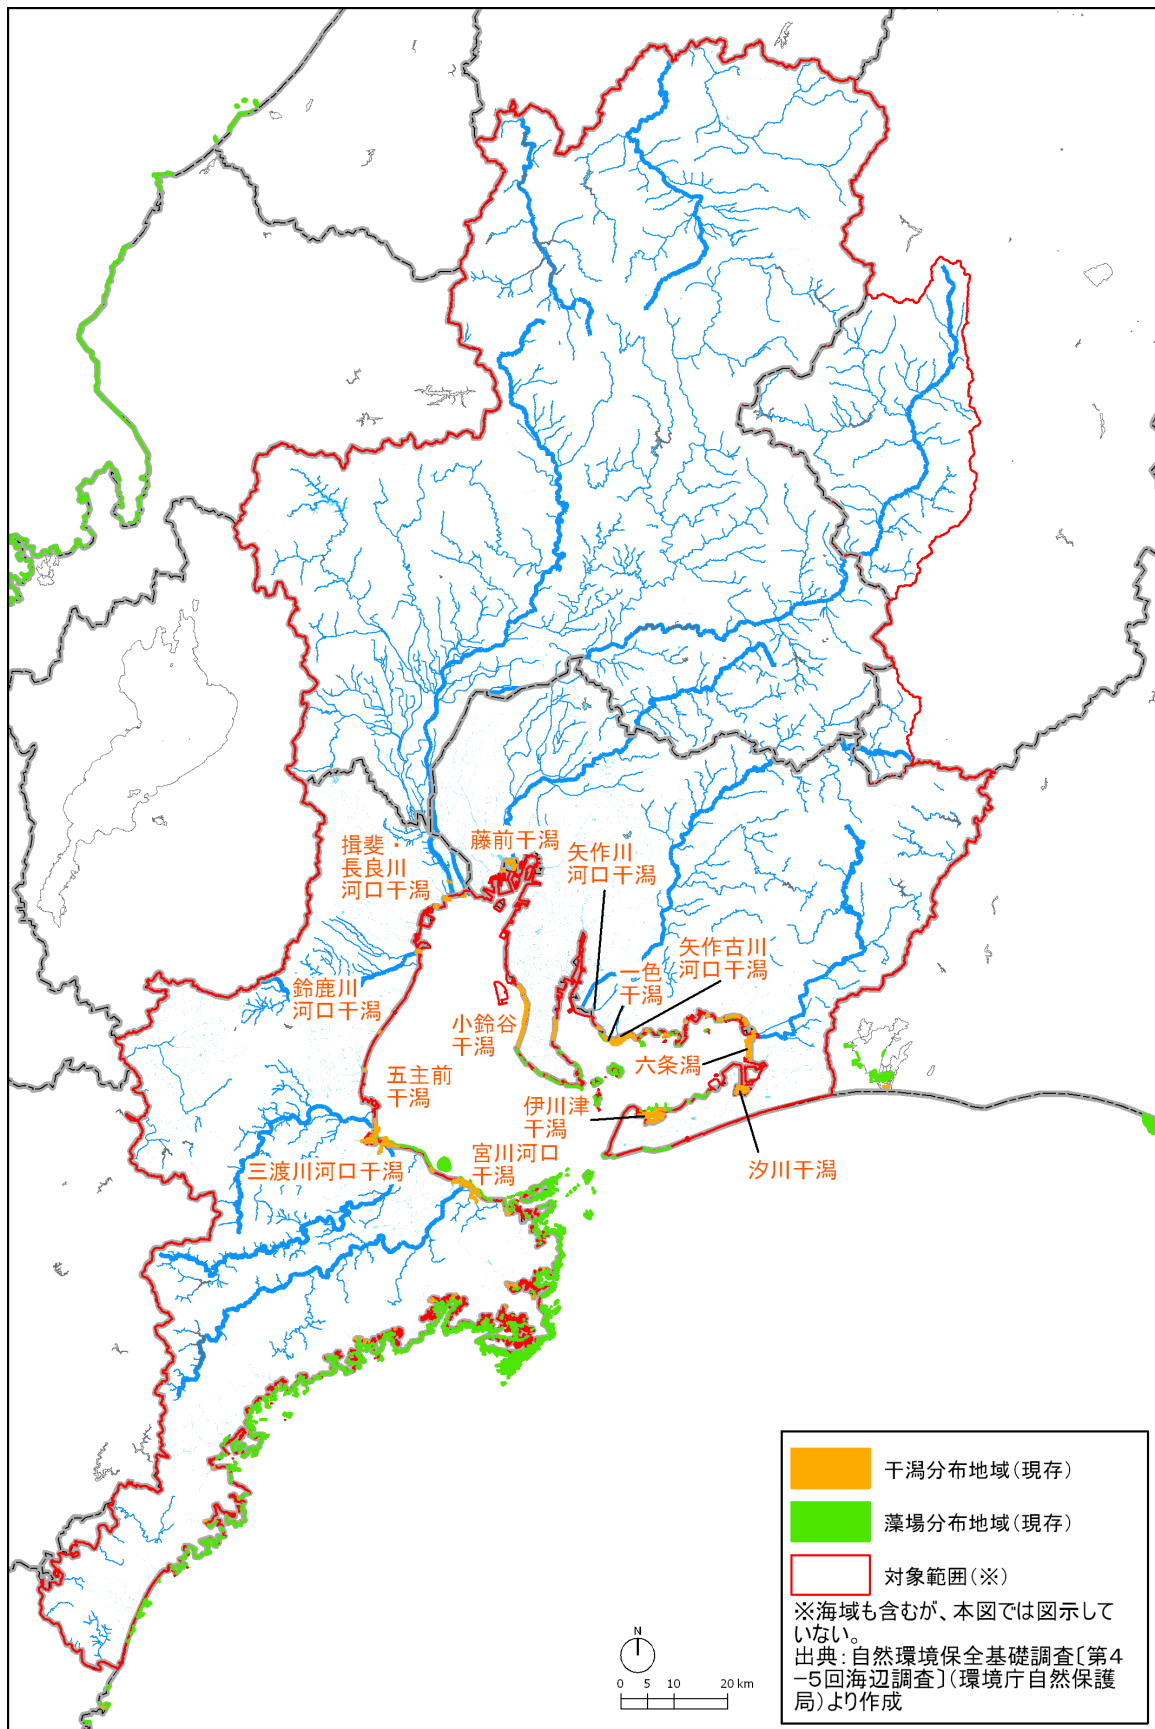 揖斐・
長良川
河口干潟
藤前干潟
矢作川
河口干潟
矢作古川
河口干潟
一色
干潟
鈴鹿川
河口干潟
小鈴谷
干潟
六条潟
五主前
干潟
伊川津
干潟
宮川河口
干潟
三渡川河口干潟
汐川干潟
干潟分布地域（現存）
藻場分布地域（現存）
対象範囲（※）
※海域も含むが、本図では図示して
いない。
出典：自然環境保全基礎調査〔第4
-5回海辺調査〕（環境庁自然保護
局）より作成
N
0 5 10 20 km